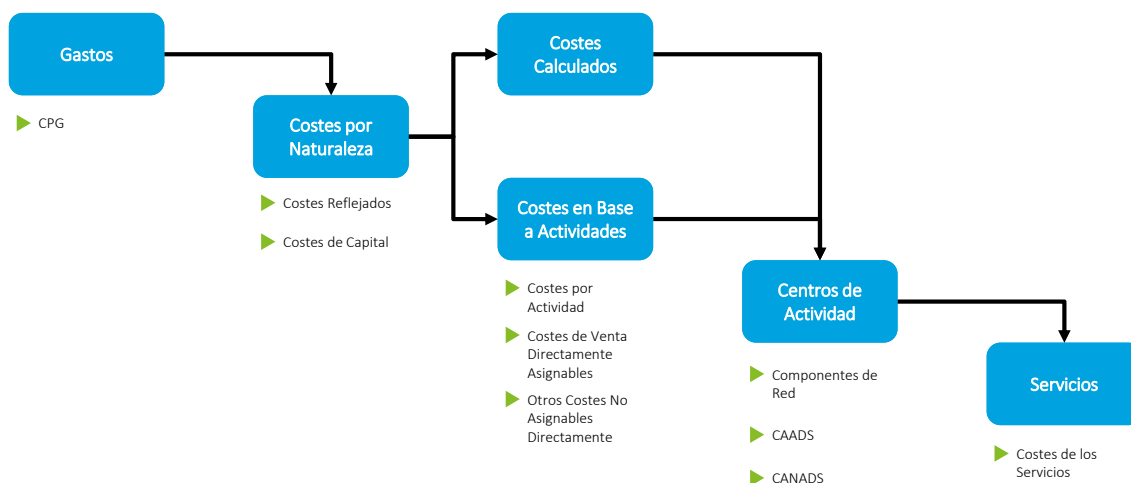 Gastos
CPG
Costes por
Naturaleza
Costes Reflejados
Costes de Capital
Costes
Calculados
Costes en Base
a Actividades
Costes por
Actividad
Costes de Venta
Directamente
Asignables
Otros Costes No
Asignables
Directamente
Centros de
Actividad
Componentes de
Red
CAADS
CANADS
Servicios
Costes de los
Servicios